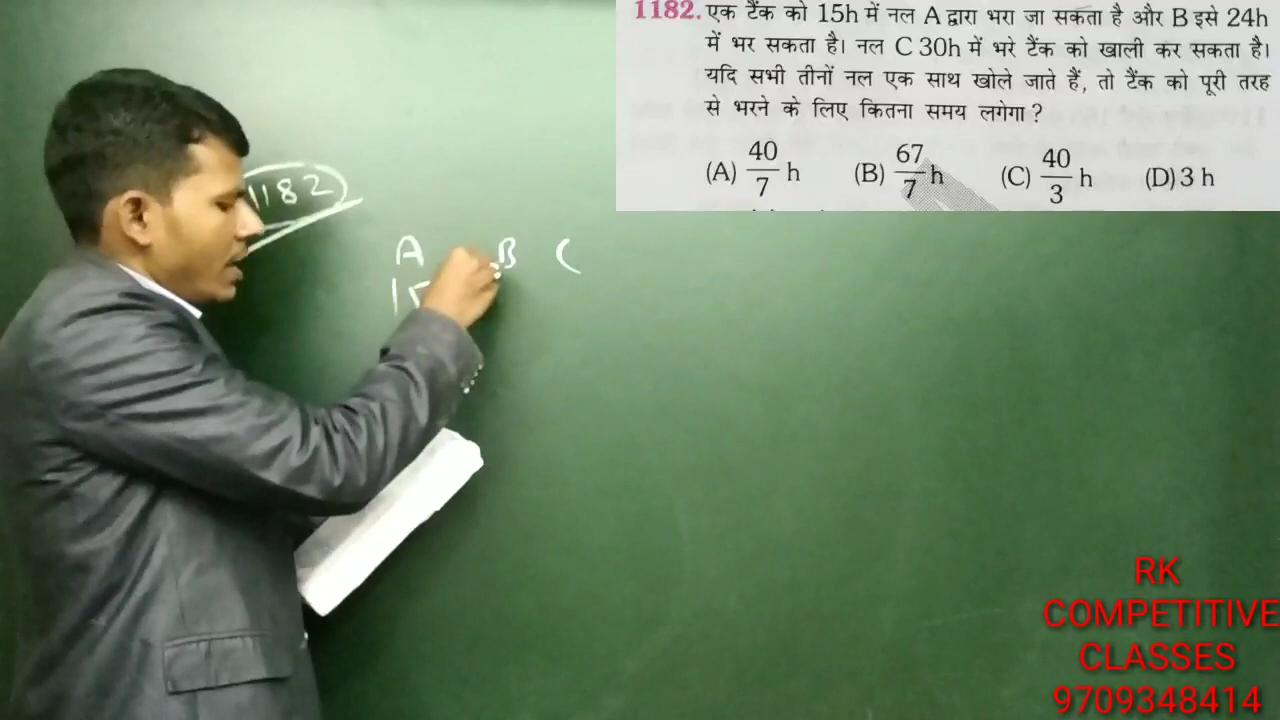 1182. एक टैंक को 15h में नल A द्वारा भरा जा सकता है और B इसे 24h
में भर सकता है। नल C 30h में भरे टैंक को खाली कर सकता है।
यदि सभी तीनों नल एक साथ खोले जाते हैं, तो टैंक को पूरी तरह
से भरने के लिए कितना समय लगेगा ?
(A) 40/7 h (B) 67/7 h (C) 40/3 h (D) 3 h
1182
A B C
15
RK
COMPETITIVE
CLASSES
9709348414